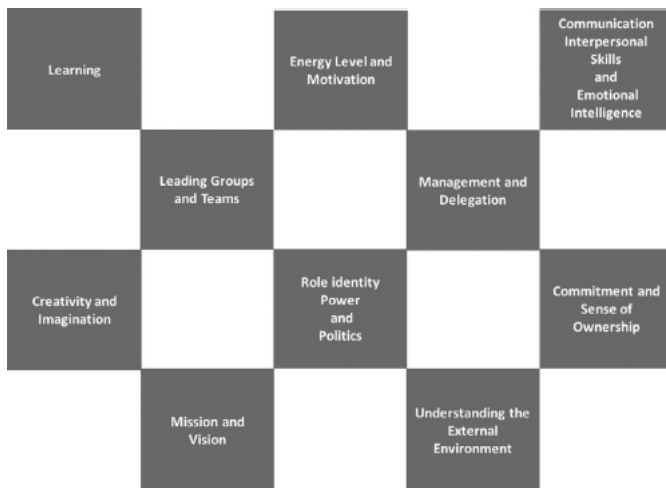 Learning
Energy Level and
Motivation
Communication
Interpersonal
Skills
and
Emotional
Intelligence
Leading Groups
and Teams
Management and
Delegation
Creativity and
Imagination
Role identity
Power
and
Politics
Commitment and
Sense of
Ownership
Mission and
Vision
Understanding the
External
Environment